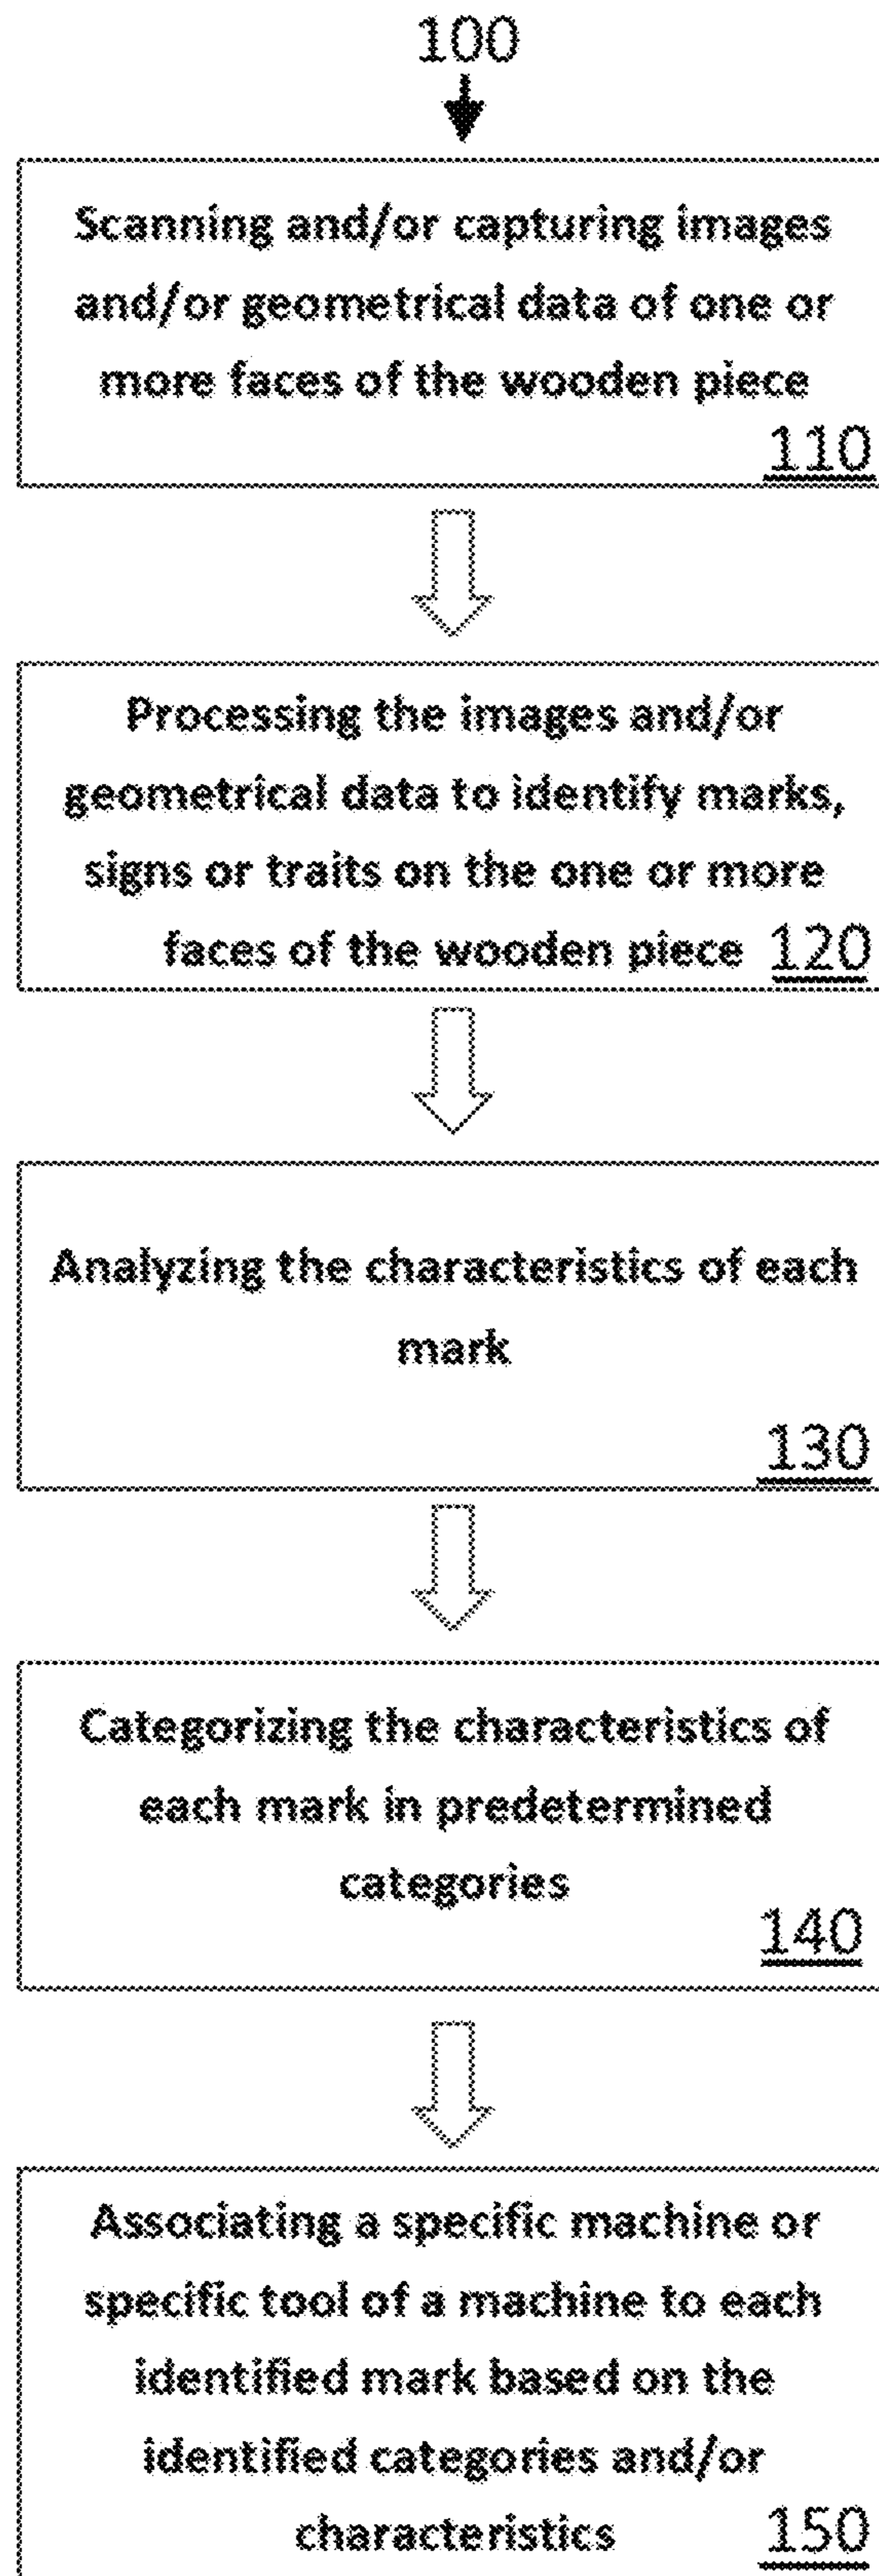 100
Scanning and/or capturing images
and/or geometrical data of one or
more faces of the wooden piece
110
Processing the images and/or
geometrical data to identify marks,
signs or traits on the one or more
faces of the wooden piece 120
Analyzing the characteristics of each
mark
130
Categorizing the characteristics of
each mark in predetermined
categories
140
Associating a specific machine or
specific tool of a machine to each
identified mark based on the
identified categories and/or
characteristics 150